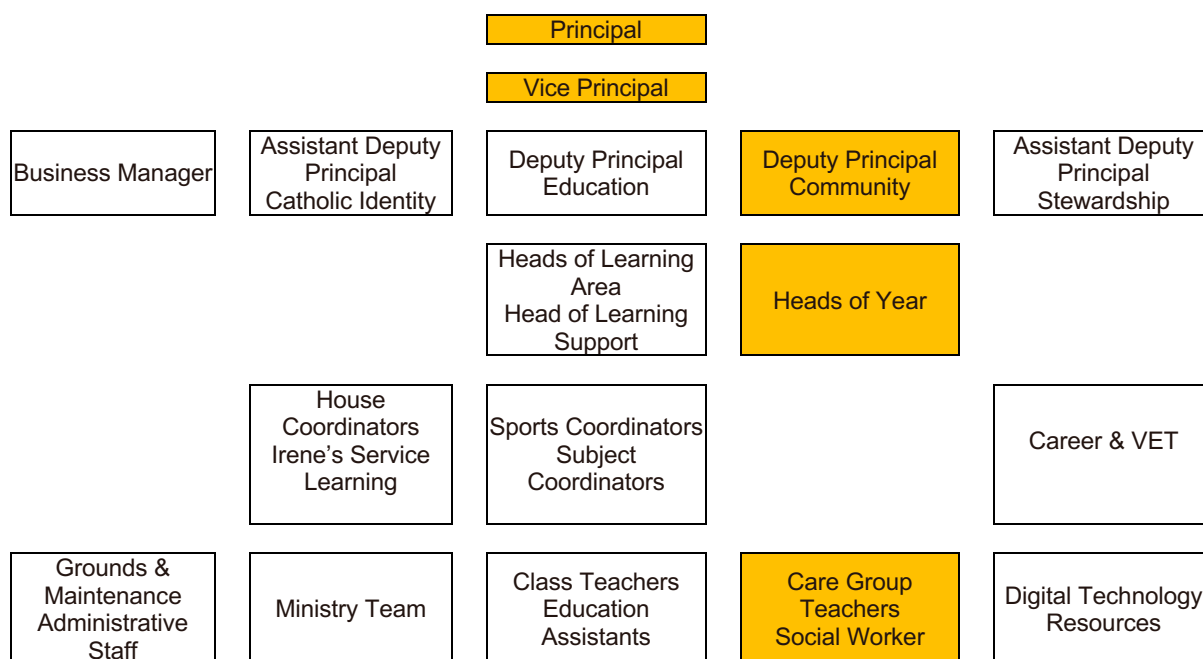 Principal
Vice Principal
Business Manager
Assistant Deputy
Principal
Catholic Identity
Deputy Principal
Education
Deputy Principal
Community
Assistant Deputy
Principal
Stewardship
Heads of Learning
Area
Head of Learning
Support
Heads of Year
House
Coordinators
Irene’s Service
Learning
Sports Coordinators
Subject
Coordinators
Career & VET
Grounds &
Maintenance
Administrative
Staff
Ministry Team
Class Teachers
Education
Assistants
Care Group
Teachers
Social Worker
Digital Technology
Resources